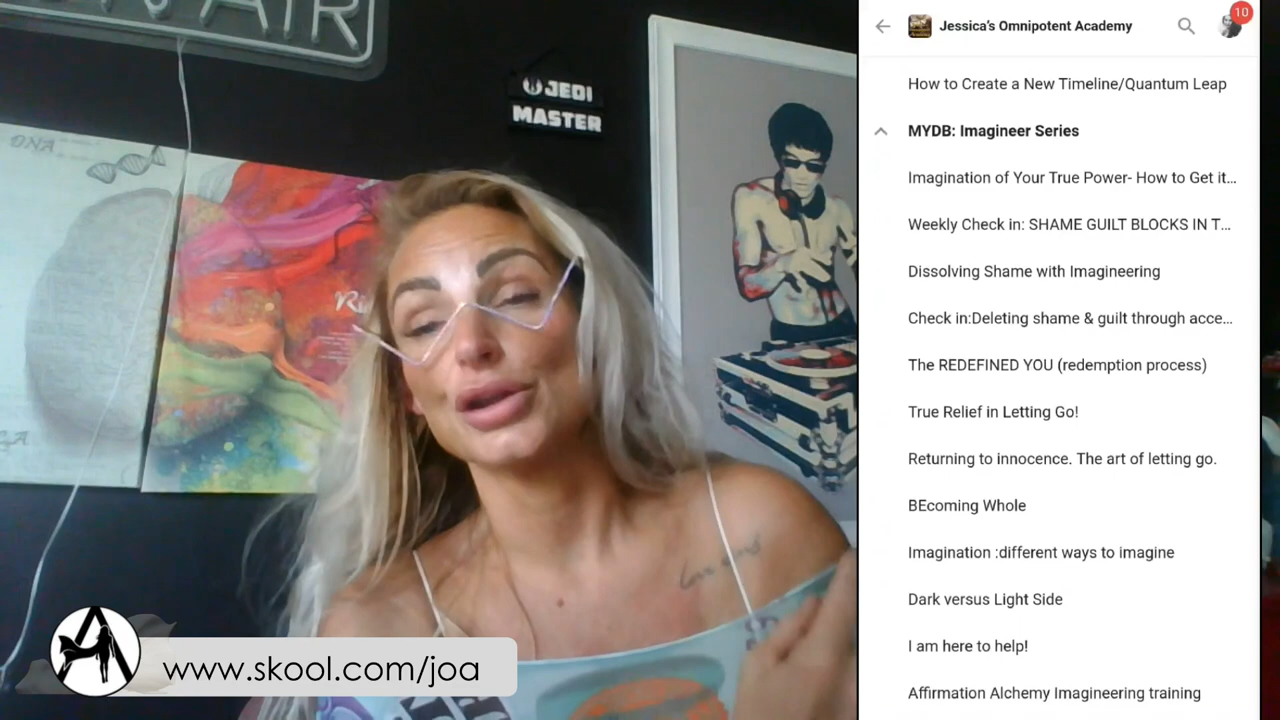 ON AIR
JEDI
MASTER
DNA
www.skool.com/joa
10
Jessica's Omnipotent Academy
How to Create a New Timeline/Quantum Leap
MYDB: Imagineer Series
Imagination of Your True Power- How to Get it...
Weekly Check in: SHAME GUILT BLOCKS IN T...
Dissolving Shame with Imagineering
Check in:Deleting shame & guilt through acce...
The REDEFINED YOU (redemption process)
True Relief in Letting Go!
Returning to innocence. The art of letting go.
BEcoming Whole
Imagination :different ways to imagine
Dark versus Light Side
I am here to help!
Affirmation Alchemy Imagineering training